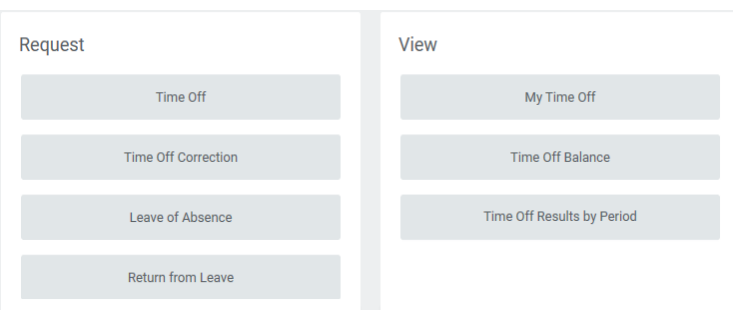 Request
Time Off
Time Off Correction
Leave of Absence
Return from Leave
View
My Time Off
Time Off Balance
Time Off Results by Period